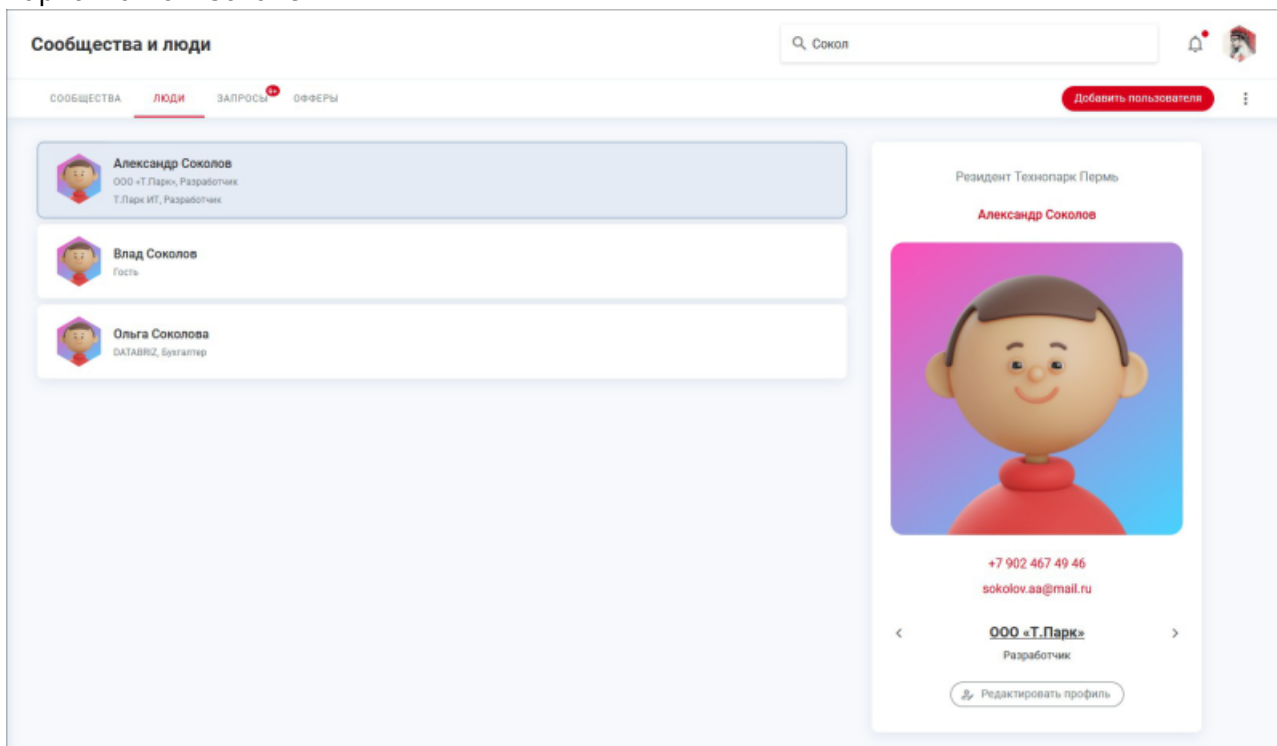 Сообщества и люди
Сокол
СООБЩЕСТВА ЛЮДИ ЗАПРОСЫ 9+ ОФФЕРЫ
Добавить пользователя
Александр Соколов
ООО «Т.Парк», Разработчик
Т.Парк ИТ, Разработчик
Влад Соколов
Гость
Ольга Соколова
DATABRIZ, Бухгалтер
Резидент Технопарк Пермь
Александр Соколов
+7 902 467 49 46
sokolov.aa@mail.ru
ООО «Т.Парк»
Разработчик
Редактировать профиль